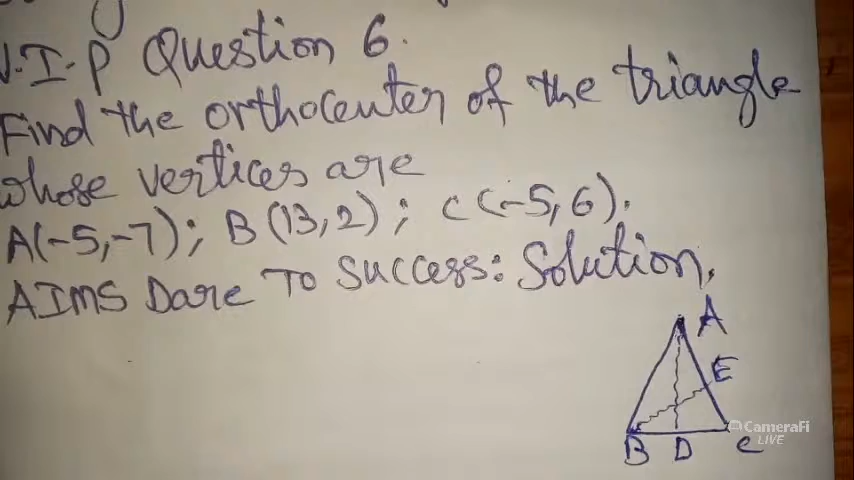 V.I.P Question 6.
Find the orthocenter of the triangle
whose vertices are
A(-5,-7); B(13,2); C(-5,6).
AIMS Dare To Success: Solution.
A
E
B D C
CameraFi
LIVE